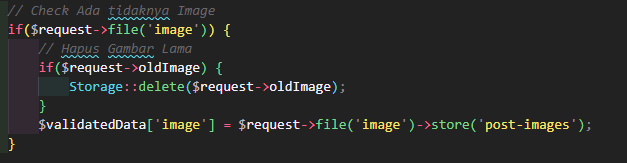 // Check Ada tidaknya Image
if($request->file('image')) {
// Hapus Gambar Lama
if($request->oldImage) {
Storage::delete($request->oldImage);
}
$validatedData['image'] = $request->file('image')->store('post-images');
}